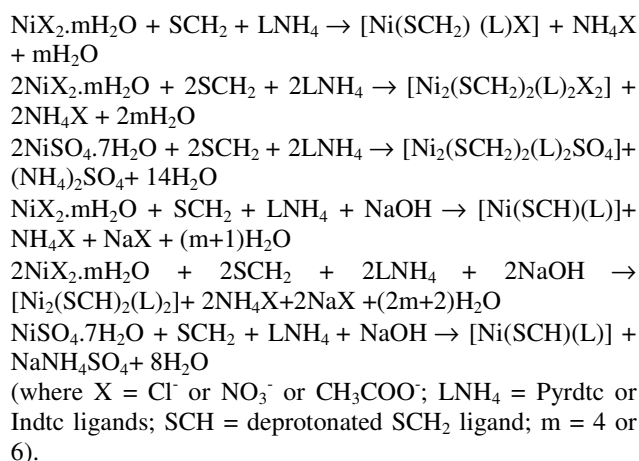 NiX₂.mH₂O + SCH₂ + LNH₄ → [Ni(SCH₂) (L)X] + NH₄X
+ mH₂O
2NiX₂.mH₂O + 2SCH₂ + 2LNH₄ → [Ni₂(SCH₂)₂(L)₂X₂] +
2NH₄X + 2mH₂O
2NiSO₄.7H₂O + 2SCH₂ + 2LNH₄ → [Ni₂(SCH₂)₂(L)₂SO₄]+
(NH₄)₂SO₄+ 14H₂O
NiX₂.mH₂O + SCH₂ + LNH₄ + NaOH → [Ni(SCH)(L)]+
NH₄X + NaX + (m+1)H₂O
2NiX₂.mH₂O + 2SCH₂ + 2LNH₄ + 2NaOH →
[Ni₂(SCH)₂(L)₂]+ 2NH₄X+2NaX +(2m+2)H₂O
NiSO₄.7H₂O + SCH₂ + LNH₄ + NaOH → [Ni(SCH)(L)] +
NaNH₄SO₄+ 8H₂O
(where X = Cl⁻ or NO₃⁻ or CH₃COO⁻; LNH₄ = Pyrdtc or
Indtc ligands; SCH = deprotonated SCH₂ ligand; m = 4 or
6).